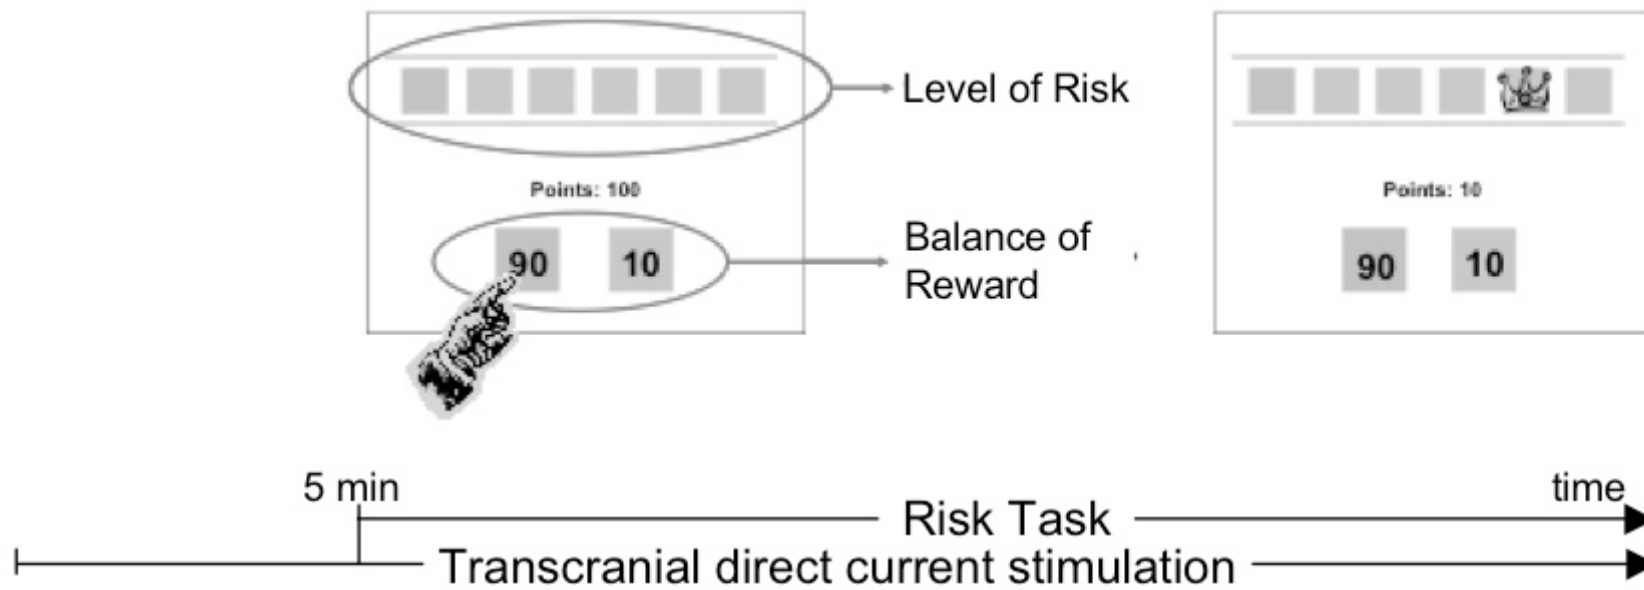 Level of Risk
Points: 100
90 10
Balance of
Reward
Points: 10
90 10
5 min
time
Risk Task
Transcranial direct current stimulation